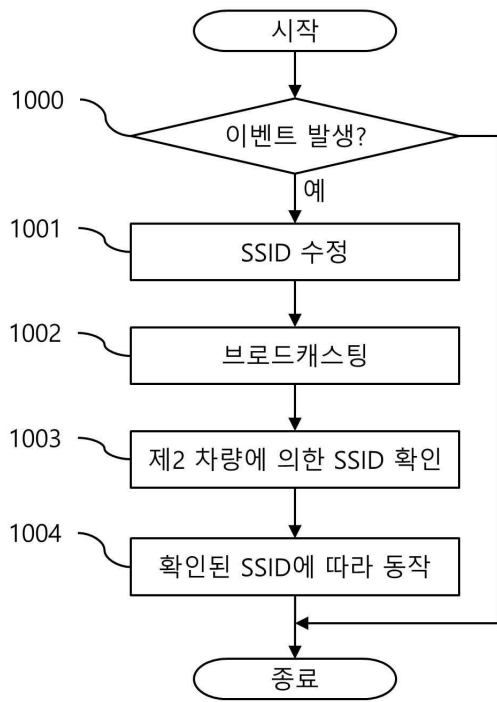 시작
1000
이벤트 발생?
예
1001
SSID 수정
1002
브로드캐스팅
1003
제2 차량에 의한 SSID 확인
1004
확인된 SSID에 따라 동작
종료